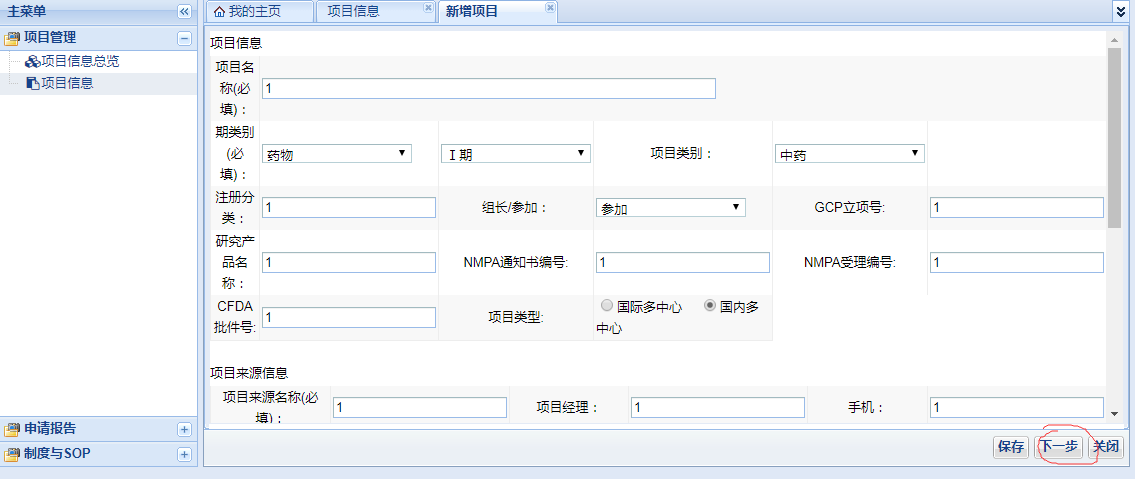 主菜单
我的主页
项目信息
新增项目
项目管理
项目信息总览
项目信息
申请报告
制度与SOP
项目信息
项目名
称(必
填)：
1
期类别
(必
填)：
药物
Ⅰ期
项目类别：
中药
注册分
类：
1
组长/参加：
参加
GCP立项号:
1
研究产
品名
称：
1
NMPA通知书编号:
1
NMPA受理编号:
1
CFDA
批件号:
1
项目类型:
国际多中心
国内多
中心
项目来源信息
项目来源名称(必
填)：
1
项目经理：
1
手机：
1
保存
下一步
关闭